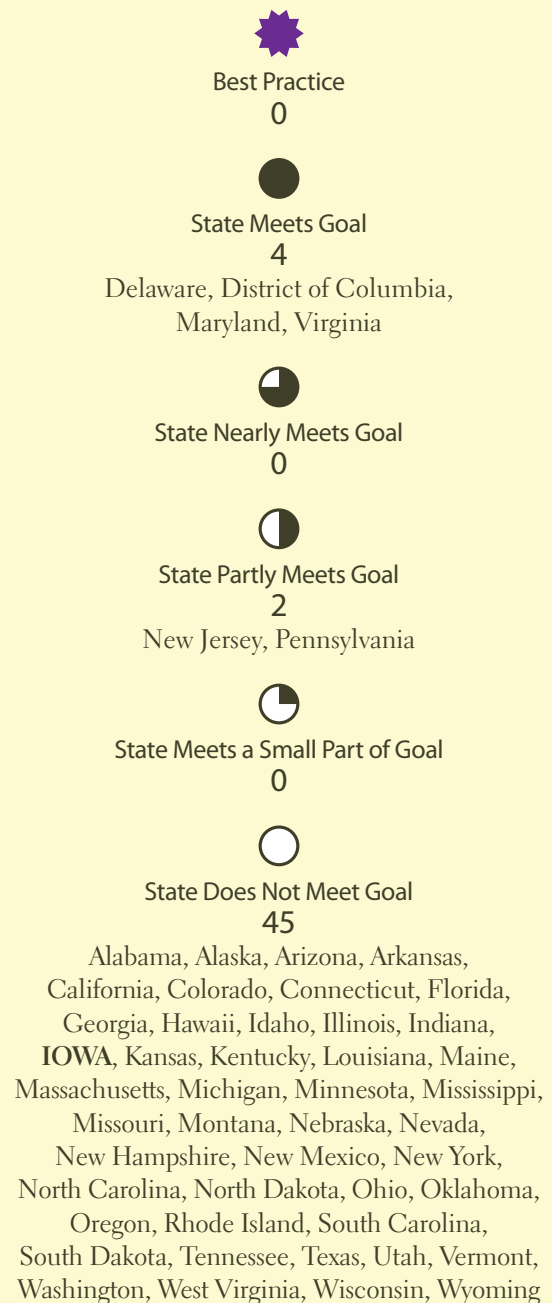 Best Practice
0
State Meets Goal
4
Delaware, District of Columbia,
Maryland, Virginia
State Nearly Meets Goal
0
State Partly Meets Goal
2
New Jersey, Pennsylvania
State Meets a Small Part of Goal
0
State Does Not Meet Goal
45
Alabama, Alaska, Arizona, Arkansas,
California, Colorado, Connecticut, Florida,
Georgia, Hawaii, Idaho, Illinois, Indiana,
IOWA, Kansas, Kentucky, Louisiana, Maine,
Massachusetts, Michigan, Minnesota, Mississippi,
Missouri, Montana, Nebraska, Nevada,
New Hampshire, New Mexico, New York,
North Carolina, North Dakota, Ohio, Oklahoma,
Oregon, Rhode Island, South Carolina,
South Dakota, Tennessee, Texas, Utah, Vermont,
Washington, West Virginia, Wisconsin, Wyoming